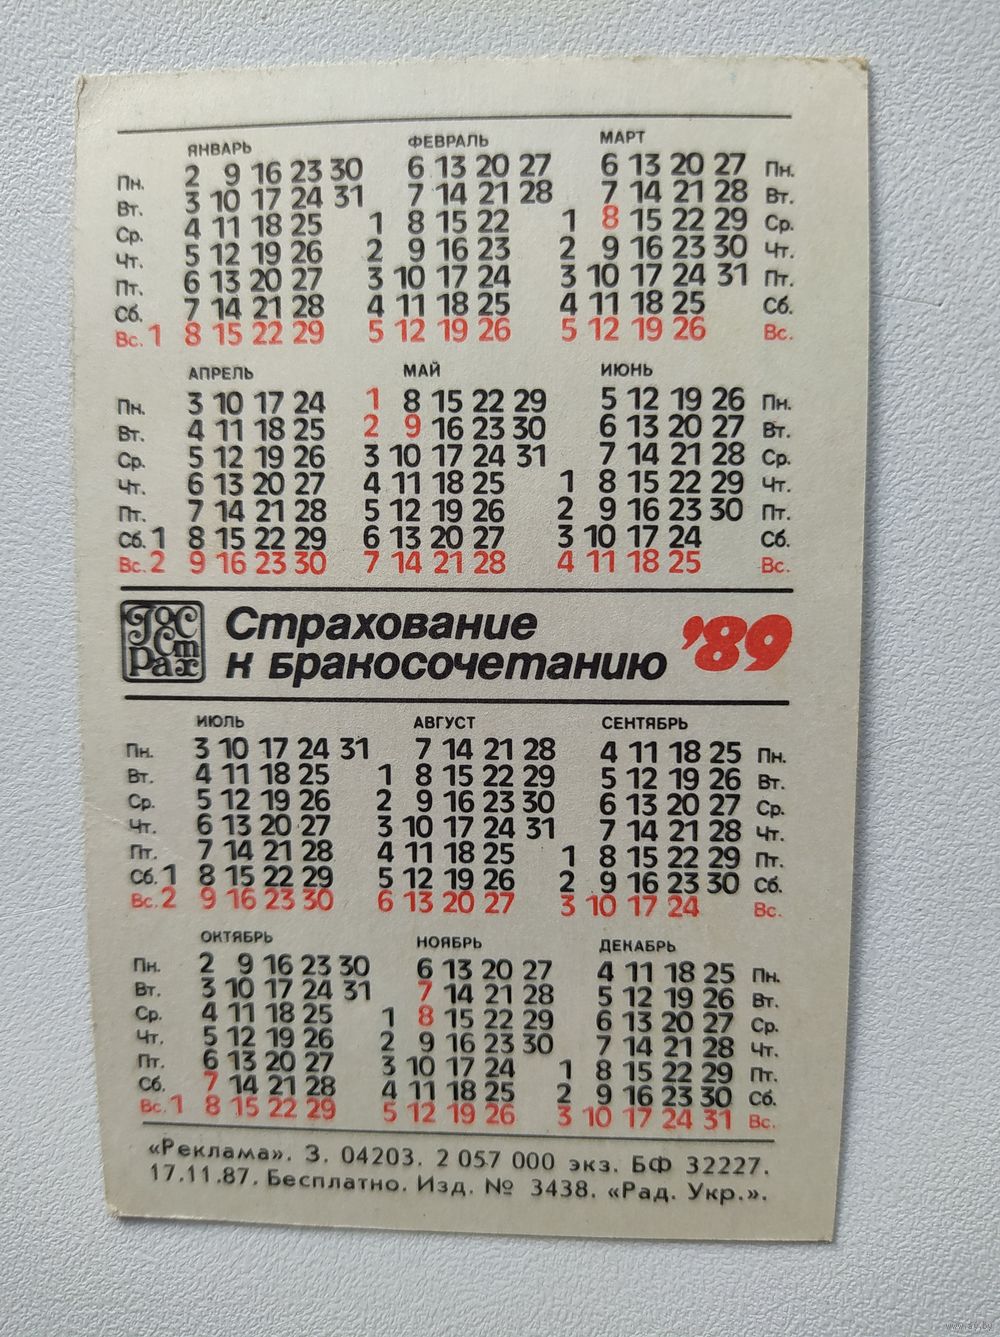 ЯНВАРЬ ФЕВРАЛЬ МАРТ
Пн. 2 9 16 23 30 6 13 20 27 6 13 20 27 Пн.
Вт. 3 10 17 24 31 7 14 21 28 7 14 21 28 Вт.
Ср. 4 11 18 25 1 8 15 22 1 8 15 22 29 Ср.
Чт. 5 12 19 26 2 9 16 23 2 9 16 23 30 Чт.
Пт. 6 13 20 27 3 10 17 24 3 10 17 24 31 Пт.
Сб. 7 14 21 28 4 11 18 25 4 11 18 25 Сб.
Вс. 1 8 15 22 29 5 12 19 26 5 12 19 26 Вс.
АПРЕЛЬ МАЙ ИЮНЬ
Пн. 3 10 17 24 1 8 15 22 29 5 12 19 26 Пн.
Вт. 4 11 18 25 2 9 16 23 30 6 13 20 27 Вт.
Ср. 5 12 19 26 3 10 17 24 31 7 14 21 28 Ср.
Чт. 6 13 20 27 4 11 18 25 1 8 15 22 29 Чт.
Пт. 7 14 21 28 5 12 19 26 2 9 16 23 30 Пт.
Сб. 1 8 15 22 29 6 13 20 27 3 10 17 24 Сб.
Вс. 2 9 16 23 30 7 14 21 28 4 11 18 25 Вс.
Госстрах
Страхование
к бракосочетанию
'89
ИЮЛЬ АВГУСТ СЕНТЯБРЬ
Пн. 3 10 17 24 31 7 14 21 28 4 11 18 25 Пн.
Вт. 4 11 18 25 1 8 15 22 29 5 12 19 26 Вт.
Ср. 5 12 19 26 2 9 16 23 30 6 13 20 27 Ср.
Чт. 6 13 20 27 3 10 17 24 31 7 14 21 28 Чт.
Пт. 7 14 21 28 4 11 18 25 1 8 15 22 29 Пт.
Сб. 1 8 15 22 29 5 12 19 26 2 9 16 23 30 Сб.
Вс. 2 9 16 23 30 6 13 20 27 3 10 17 24 Вс.
ОКТЯБРЬ НОЯБРЬ ДЕКАБРЬ
Пн. 2 9 16 23 30 6 13 20 27 4 11 18 25 Пн.
Вт. 3 10 17 24 31 7 14 21 28 5 12 19 26 Вт.
Ср. 4 11 18 25 1 8 15 22 29 6 13 20 27 Ср.
Чт. 5 12 19 26 2 9 16 23 30 7 14 21 28 Чт.
Пт. 6 13 20 27 3 10 17 24 1 8 15 22 29 Пт.
Сб. 7 14 21 28 4 11 18 25 2 9 16 23 30 Сб.
Вс. 1 8 15 22 29 5 12 19 26 3 10 17 24 31 Вс.
«Реклама». З. 04203. 2 057 000 экз. БФ 32227.
17.11.87. Бесплатно. Изд. № 3438. «Рад. Укр.».